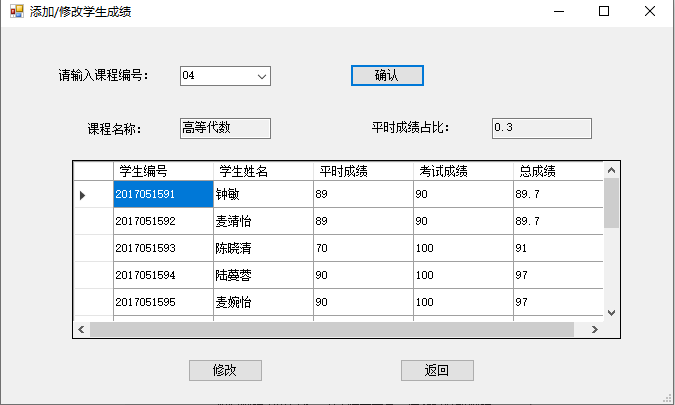 添加/修改学生成绩
请输入课程编号： 04 确认
课程名称： 高等代数 平时成绩占比： 0.3
学生编号 学生姓名 平时成绩 考试成绩 总成绩
2017051591 钟敏 89 90 89.7
2017051592 麦靖怡 89 90 89.7
2017051593 陈晓清 70 100 91
2017051594 陆蒵蓉 90 100 97
2017051595 麦婉怡 90 100 97
修改 返回